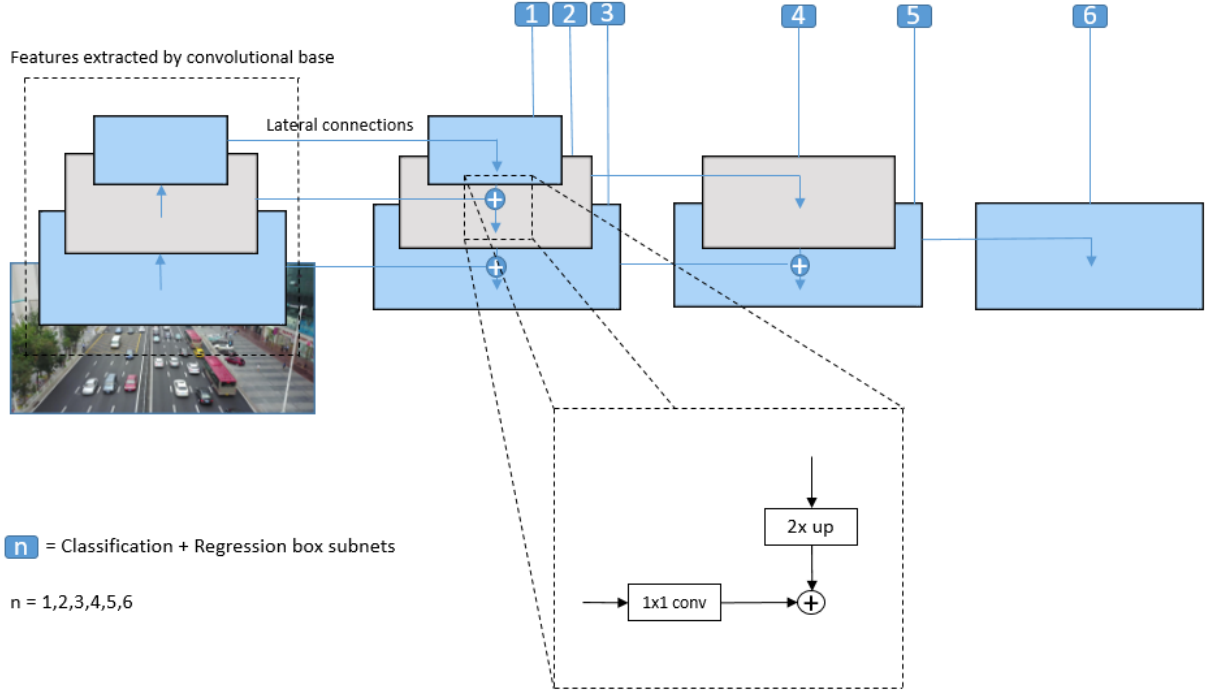 1 2 3 4 5 6
Features extracted by convolutional base
Lateral connections
2x up
n = Classification + Regression box subnets
1x1 conv
n = 1,2,3,4,5,6